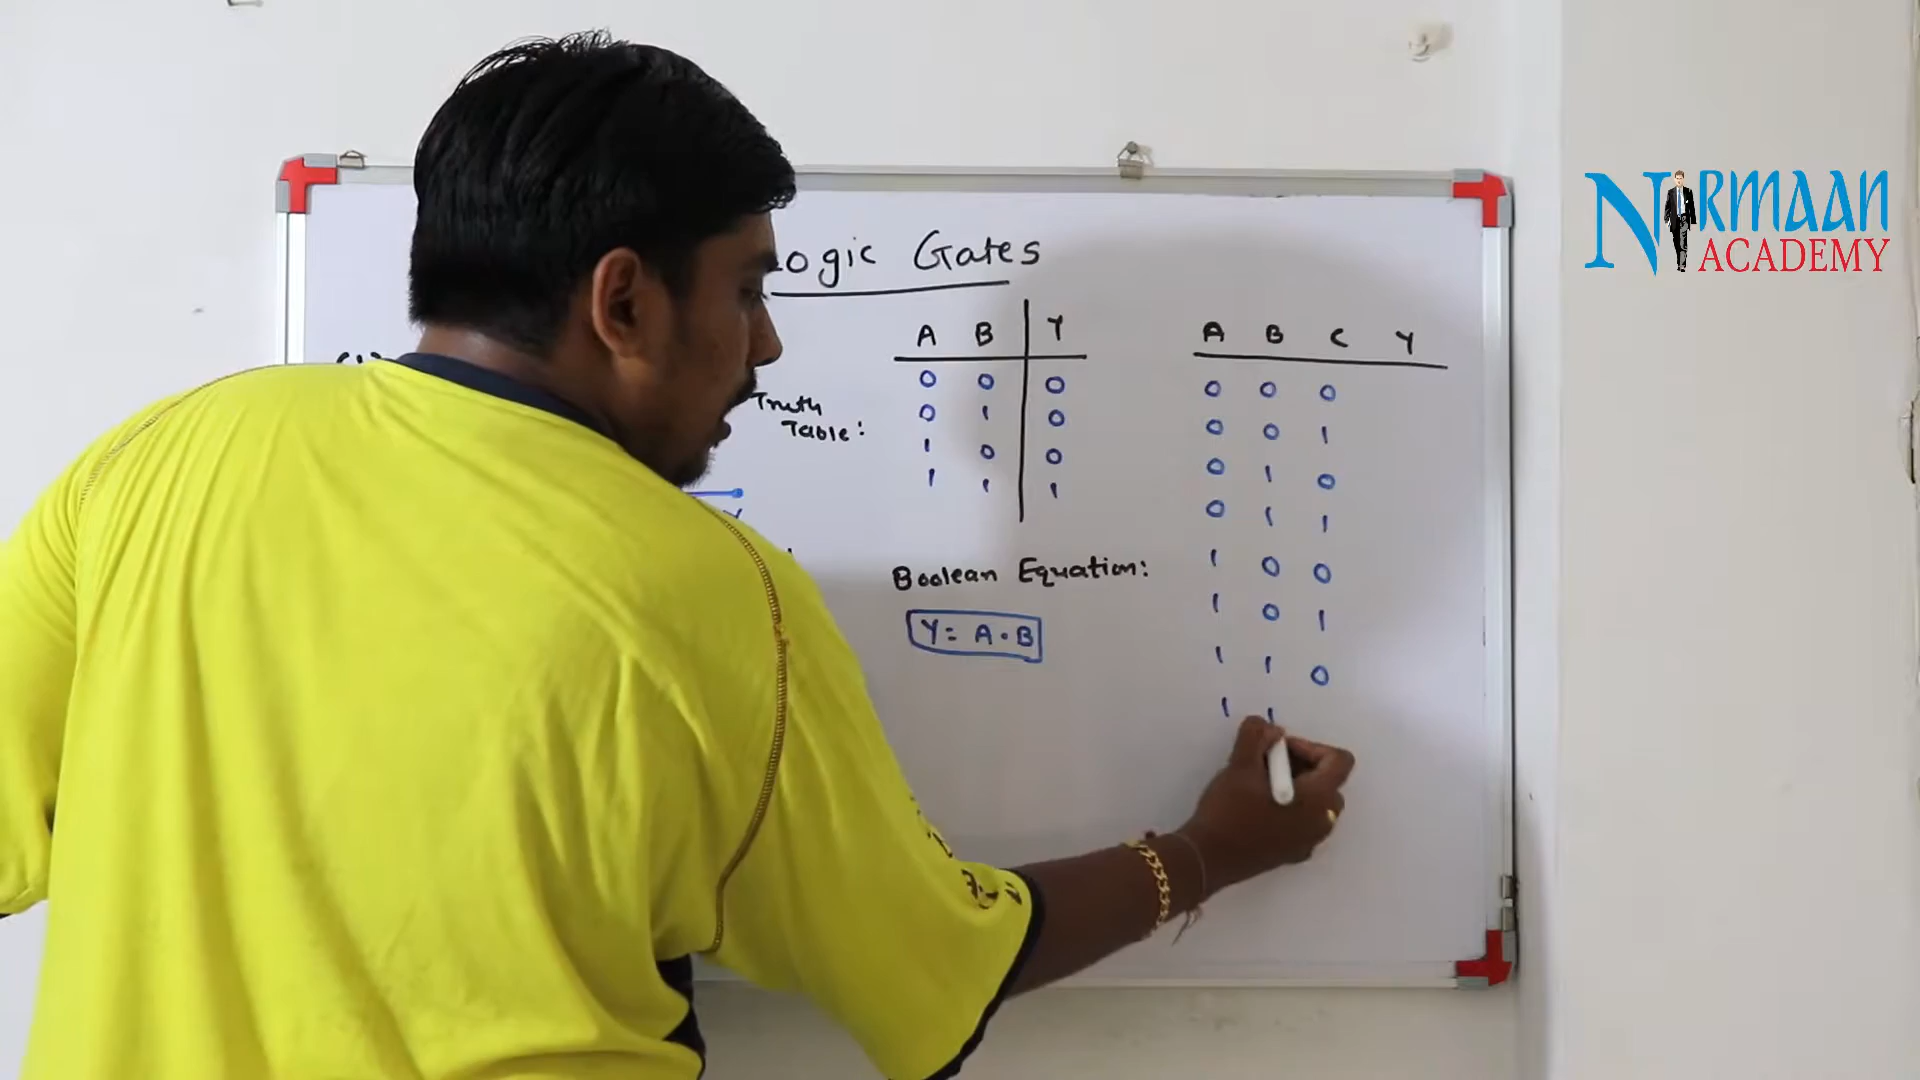 Logic Gates
A B Y
0 0 0
0 1 0
1 0 0
1 1 1
Truth
Table:
Boolean Equation:
Y = A · B
A B C Y
0 0 0
0 0 1
0 1 0
0 1 1
1 0 0
1 0 1
1 1 0
1 1
NIRMAAN
ACADEMY